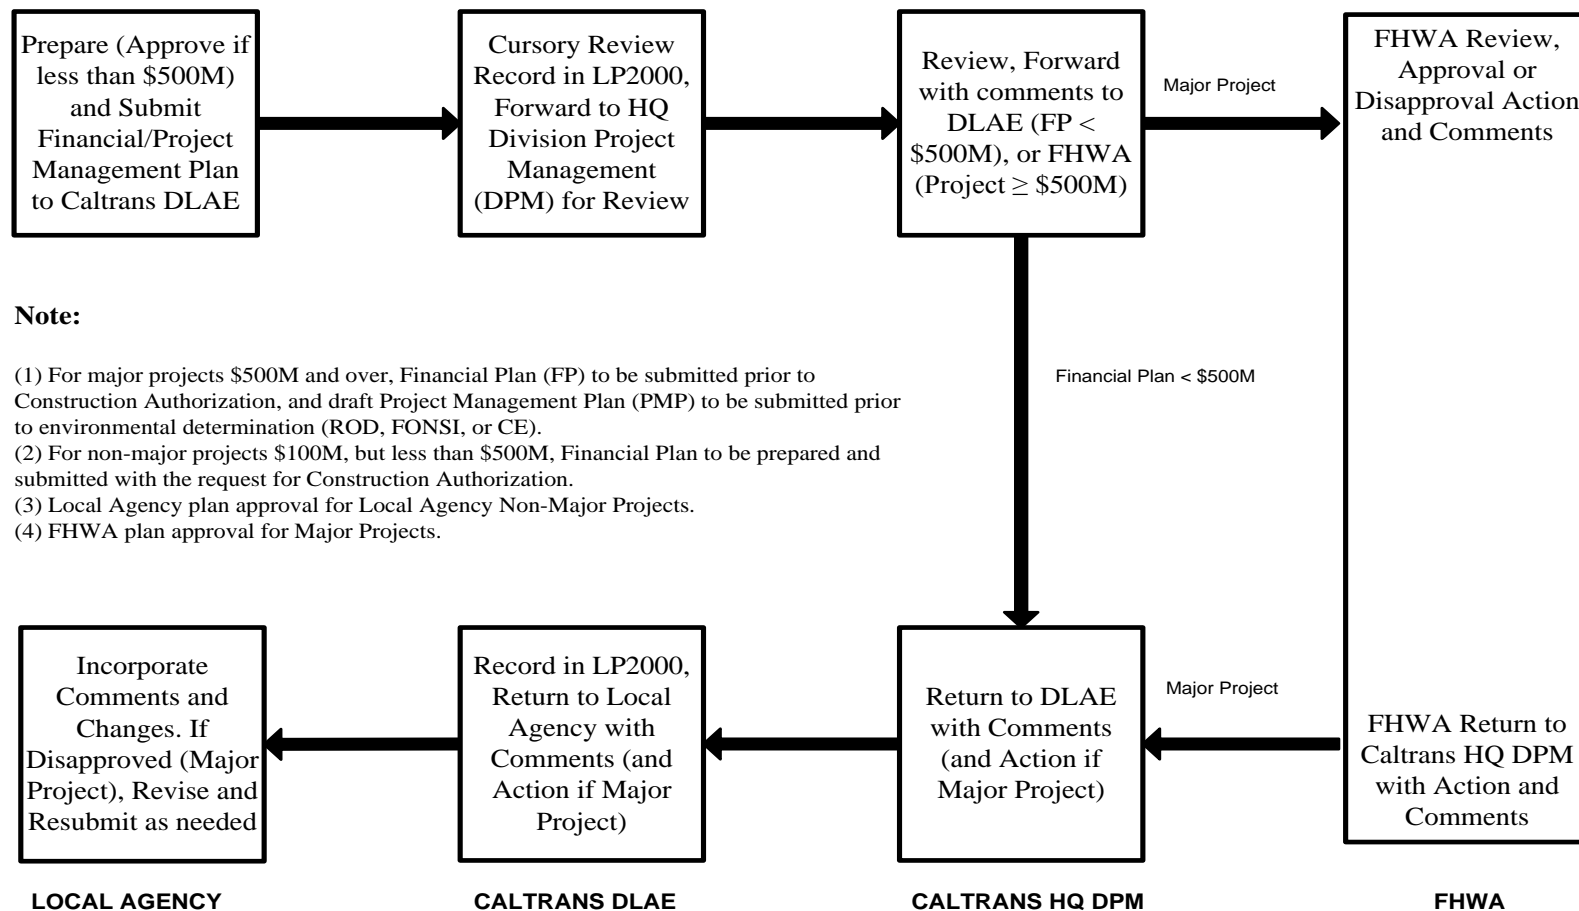 Prepare (Approve if
less than $500M)
and Submit
Financial/Project
Management Plan
to Caltrans DLAE
Cursory Review
Record in LP2000,
Forward to HQ
Division Project
Management
(DPM) for Review
Review, Forward
with comments to
DLAE (FP <
$500M), or FHWA
(Project ≥ $500M)
Major Project
FHWA Review,
Approval or
Disapproval Action
and Comments
Note:
(1) For major projects $500M and over, Financial Plan (FP) to be submitted prior to
Construction Authorization, and draft Project Management Plan (PMP) to be submitted prior
to environmental determination (ROD, FONSI, or CE).
(2) For non-major projects $100M, but less than $500M, Financial Plan to be prepared and
submitted with the request for Construction Authorization.
(3) Local Agency plan approval for Local Agency Non-Major Projects.
(4) FHWA plan approval for Major Projects.
Financial Plan < $500M
Incorporate
Comments and
Changes. If
Disapproved (Major
Project), Revise and
Resubmit as needed
Record in LP2000,
Return to Local
Agency with
Comments (and
Action if Major
Project)
Return to DLAE
with Comments
(and Action if
Major Project)
Major Project
FHWA Return to
Caltrans HQ DPM
with Action and
Comments
LOCAL AGENCY
CALTRANS DLAE
CALTRANS HQ DPM
FHWA